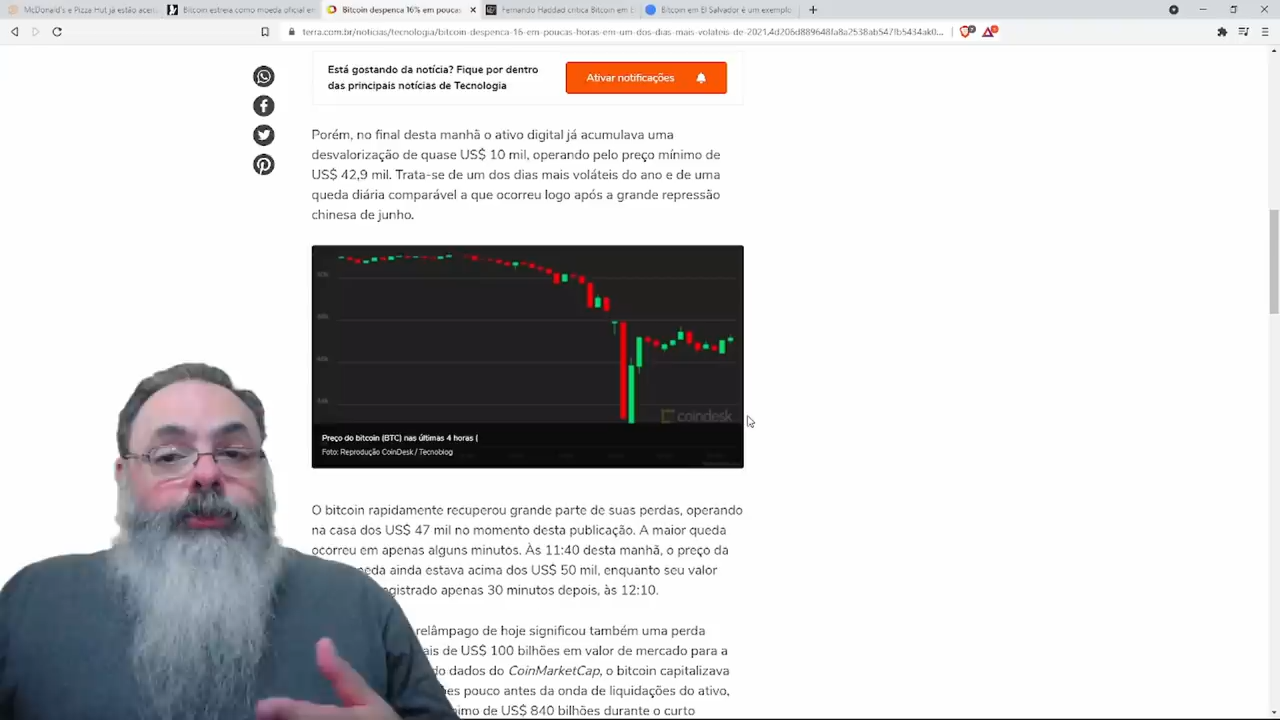 McDonald's e Pizza Hut já estão acei
Bitcoin estreia como moeda oficial em
Bitcoin despenca 16% em poucas
Fernando Haddad critica Bitcoin em E
Bitcoin em El Salvador é um exemplo
terra.com.br/noticias/tecnologia/bitcoin-despenca-16-em-poucas-horas-em-um-dos-dias-mais-volateis-de-2021,
Está gostando da notícia? Fique por dentro
das principais notícias de Tecnologia
Ativar notificações
Porém, no final desta manhã o ativo digital já acumulava uma
desvalorização de quase US$ 10 mil, operando pelo preço mínimo de
US$ 42,9 mil. Trata-se de um dos dias mais voláteis do ano e de uma
queda diária comparável a que ocorreu logo após a grande repressão
chinesa de junho.
coindesk
Preço do bitcoin (BTC) nas últimas 4 horas (
Foto: Reprodução CoinDesk / Tecnoblog
O bitcoin rapidamente recuperou grande parte de suas perdas, operando
na casa dos US$ 47 mil no momento desta publicação. A maior queda
ocorreu em apenas alguns minutos. Às 11:40 desta manhã, o preço da
eda ainda estava acima dos US$ 50 mil, enquanto seu valor
gistrado apenas 30 minutos depois, às 12:10.
relâmpago de hoje significou também uma perda
ais de US$ 100 bilhões em valor de mercado para a
do dados do CoinMarketCap, o bitcoin capitalizava
es pouco antes da onda de liquidações do ativo,
nimo de US$ 840 bilhões durante o curto